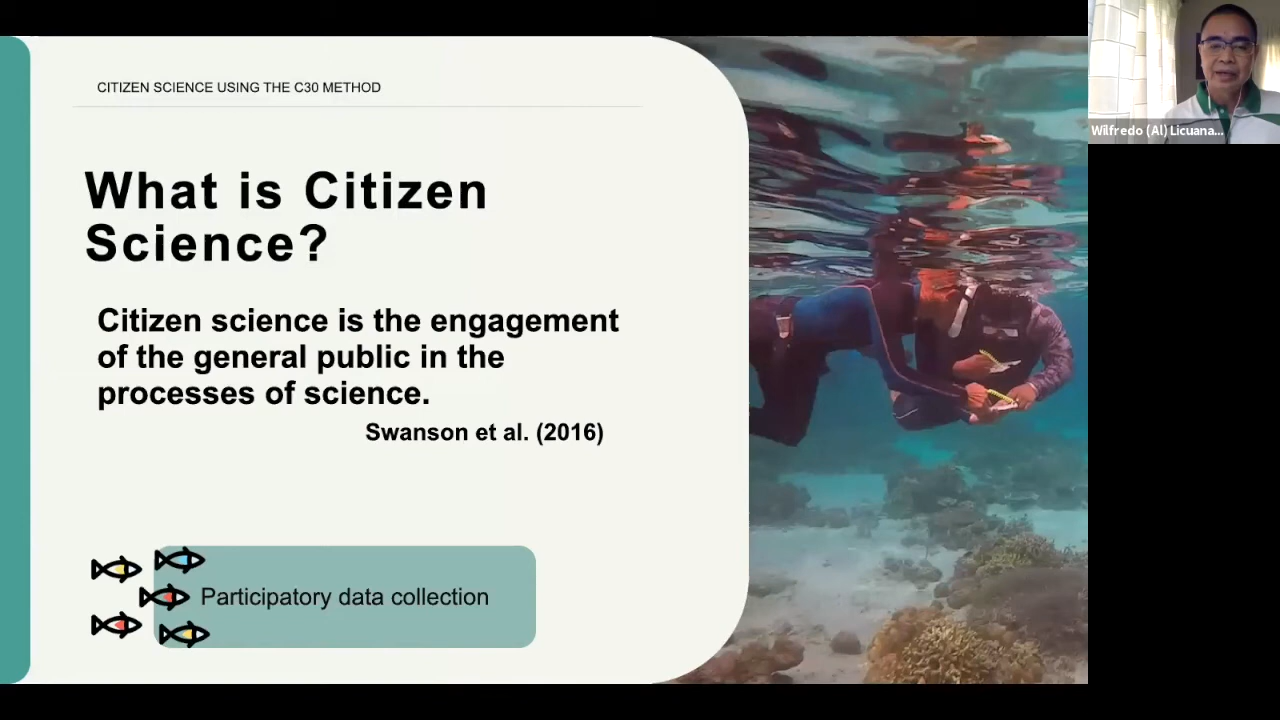 CITIZEN SCIENCE USING THE C30 METHOD
What is Citizen
Science?
Citizen science is the engagement
of the general public in the
processes of science.
Swanson et al. (2016)
Participatory data collection
Wilfredo (Al) Licuana...